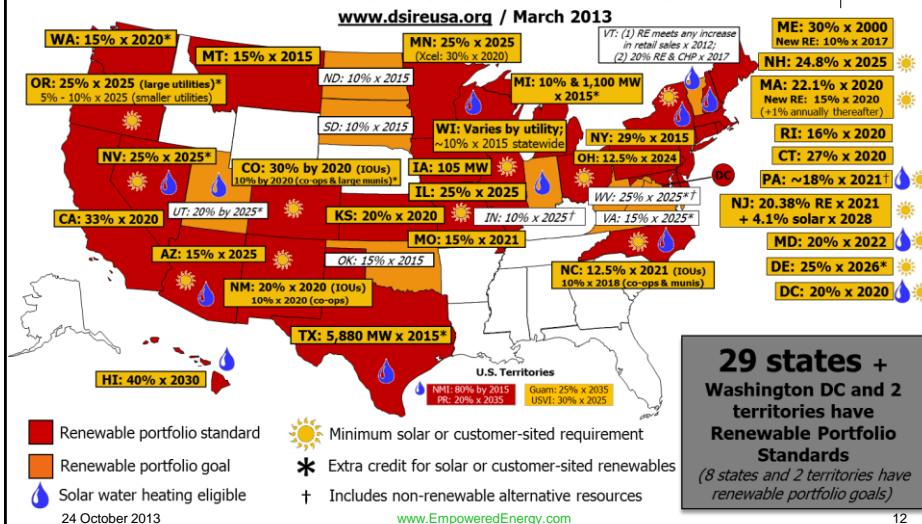 www.dsireusa.org / March 2013
WA: 15% x 2020*
MT: 15% x 2015
MN: 25% x 2025
(Xcel: 30% x 2020)
VT: (1) RE meets any increase
in retail sales x 2012;
(2) 20% RE & CHP x 2017
ME: 30% x 2000
New RE: 10% x 2017
OR: 25% x 2025 (large utilities)*
5% - 10% x 2025 (smaller utilities)
ND: 10% x 2015
MI: 10% & 1,100 MW
x 2015*
NH: 24.8% x 2025
MA: 22.1% x 2020
New RE: 15% x 2020
(+1% annually thereafter)
SD: 10% x 2015
WI: Varies by utility;
~10% x 2015 statewide
NY: 29% x 2015
RI: 16% x 2020
NV: 25% x 2025*
CO: 30% by 2020 (IOUs)
10% by 2020 (co-ops & large munis)*
IA: 105 MW
OH: 12.5% x 2024
CT: 27% x 2020
IL: 25% x 2025
DC
PA: ~18% x 2021†
CA: 33% x 2020
UT: 20% by 2025*
KS: 20% x 2020
IN: 10% x 2025†
WV: 25% x 2025*†
VA: 15% x 2025*
NJ: 20.38% RE x 2021
+ 4.1% solar x 2028
MO: 15% x 2021
MD: 20% x 2022
AZ: 15% x 2025
OK: 15% x 2015
NC: 12.5% x 2021 (IOUs)
10% x 2018 (co-ops & munis)
DE: 25% x 2026*
NM: 20% x 2020 (IOUs)
10% x 2020 (co-ops)
DC: 20% x 2020
TX: 5,880 MW x 2015*
HI: 40% x 2030
U.S. Territories
NMI: 80% by 2015
PR: 20% x 2035
Guam: 25% x 2035
USVI: 30% x 2025
29 states +
Washington DC and 2
territories have
Renewable Portfolio
Standards
(8 states and 2 territories have
renewable portfolio goals)
Renewable portfolio standard
Minimum solar or customer-sited requirement
Renewable portfolio goal
* Extra credit for solar or customer-sited renewables
Solar water heating eligible
† Includes non-renewable alternative resources
24 October 2013
www.EmpoweredEnergy.com
12